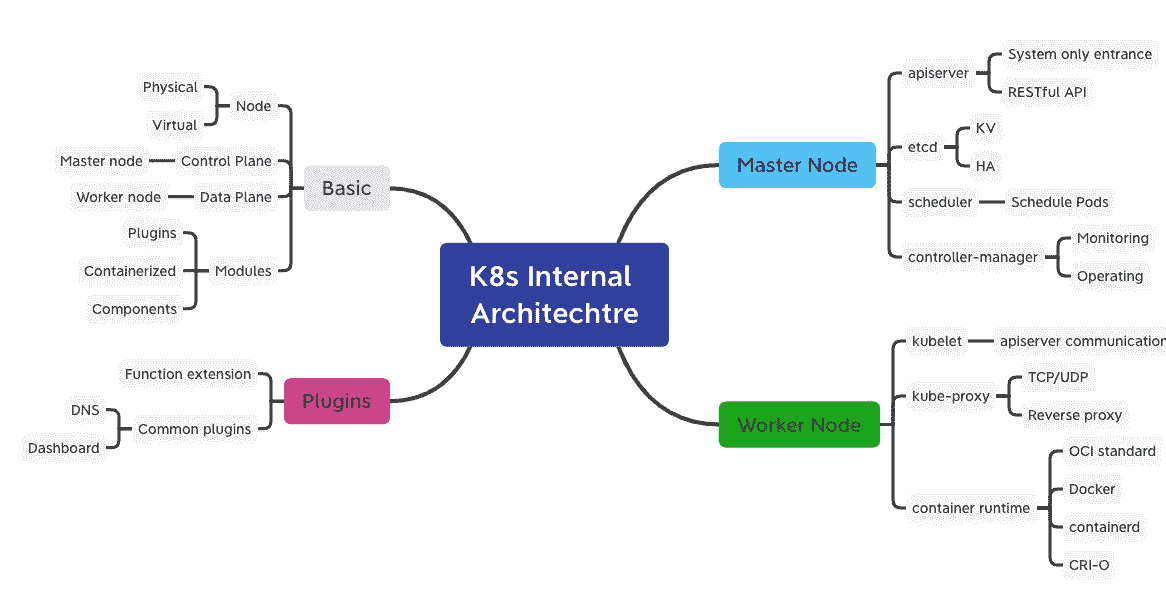 K8s Internal
Architechtre
Basic
Node
Physical
Virtual
Control Plane
Master node
Data Plane
Worker node
Modules
Plugins
Containerized
Components
Plugins
Function extension
Common plugins
DNS
Dashboard
Master Node
apiserver
System only entrance
RESTful API
etcd
KV
HA
scheduler
Schedule Pods
controller-manager
Monitoring
Operating
Worker Node
kubelet
apiserver communication
kube-proxy
TCP/UDP
Reverse proxy
container runtime
OCI standard
Docker
containerd
CRI-O